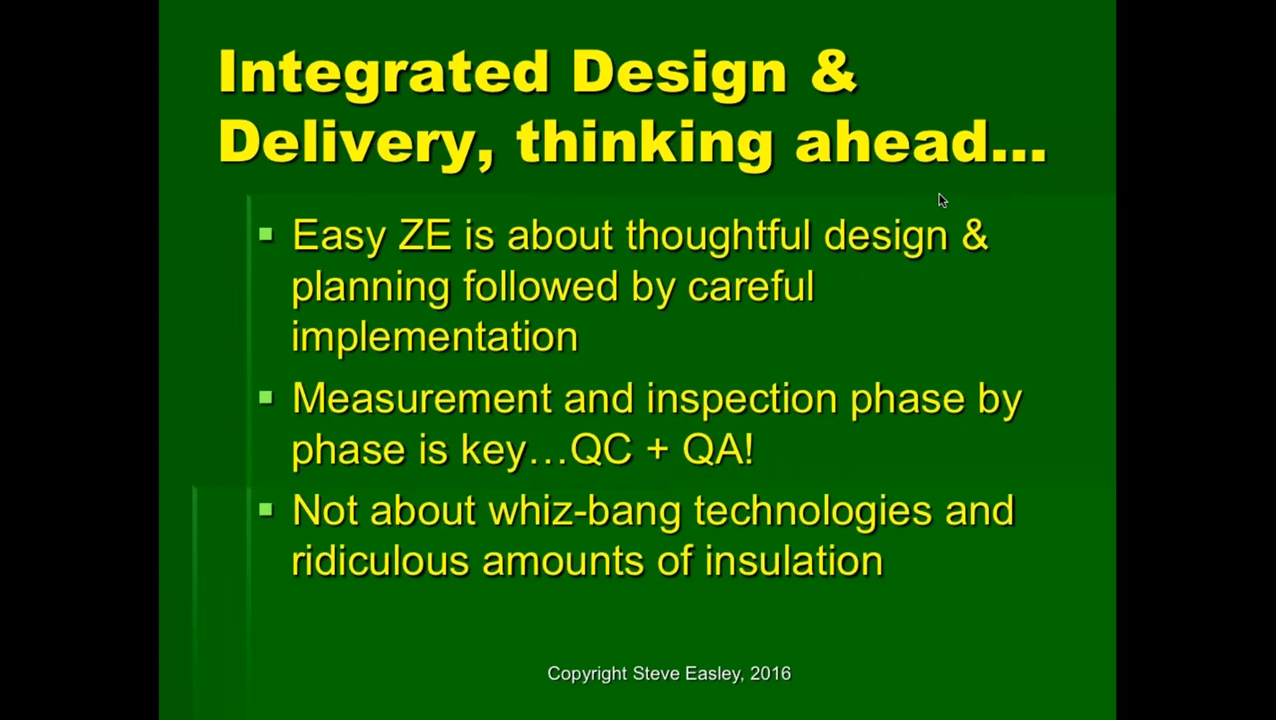 Integrated Design &
Delivery, thinking ahead...
Easy ZE is about thoughtful design &
planning followed by careful
implementation
Measurement and inspection phase by
phase is key…QC + QA!
Not about whiz-bang technologies and
ridiculous amounts of insulation
Copyright Steve Easley, 2016